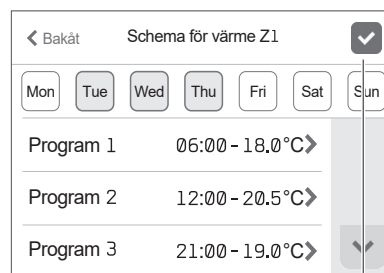 Bakåt Schema för värme Z1
Mon Tue Wed Thu Fri Sat Sun
Program 1 06:00 - 18.0°C
Program 2 12:00 - 20.5°C
Program 3 21:00 - 19.0°C